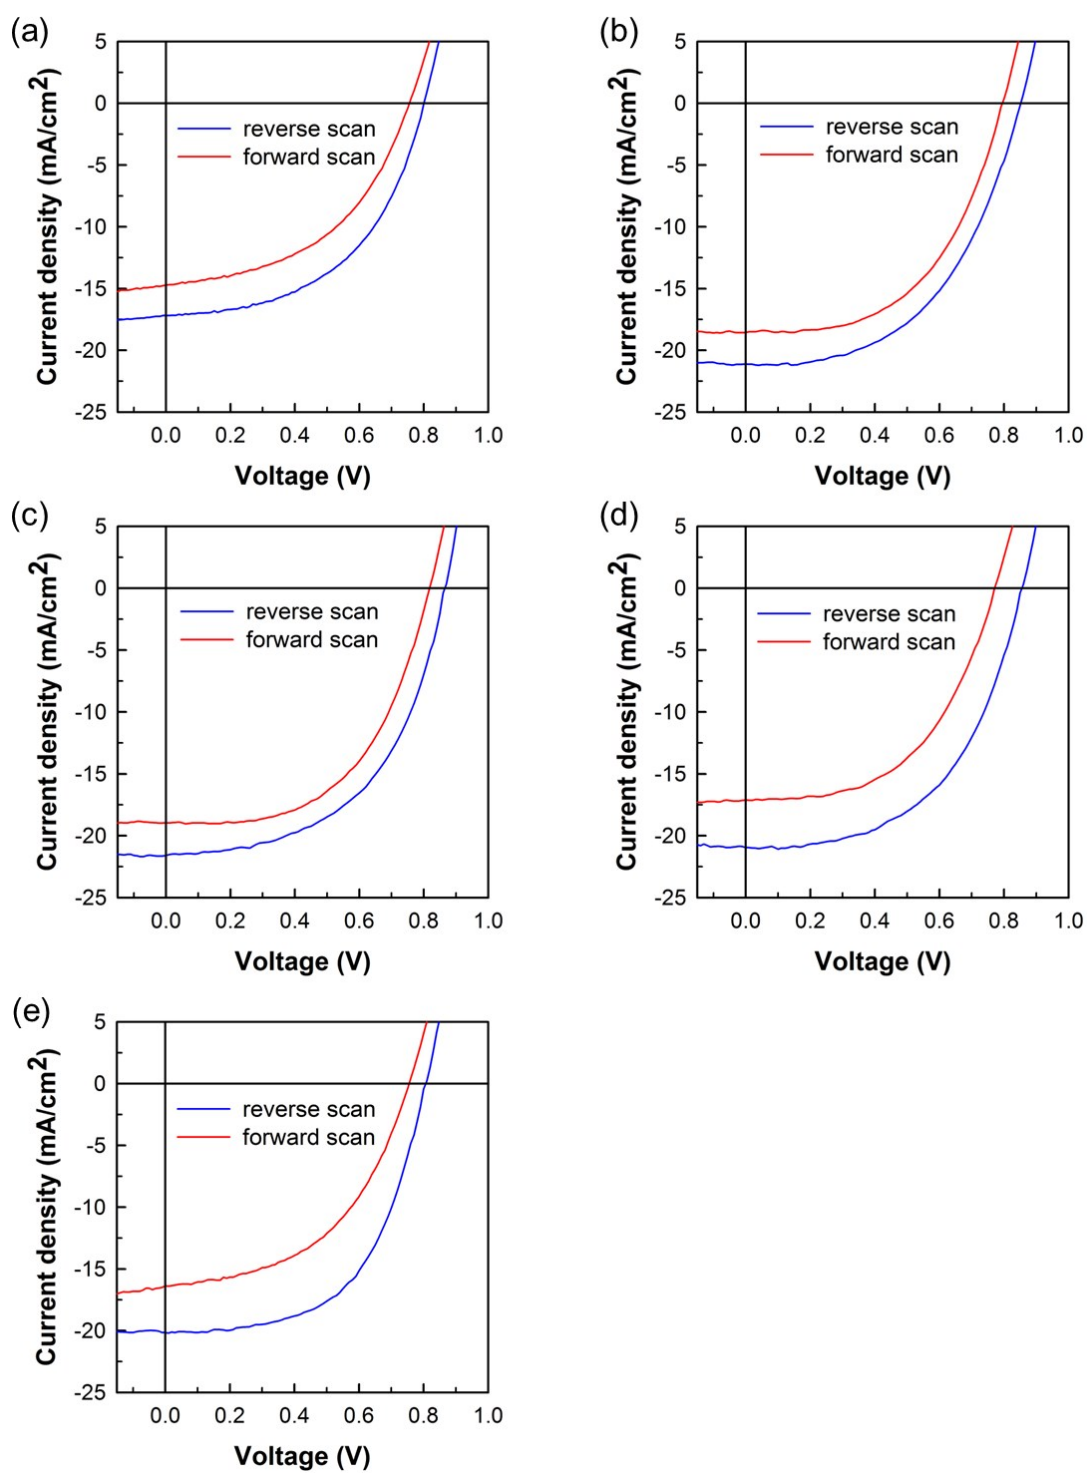 (a)
5
0
-5
-10
-15
-20
-25
Current density (mA/cm2)
reverse scan
forward scan
0.0 0.2 0.4 0.6 0.8 1.0
Voltage (V)
(b)
5
0
-5
-10
-15
-20
-25
Current density (mA/cm2)
reverse scan
forward scan
0.0 0.2 0.4 0.6 0.8 1.0
Voltage (V)
(c)
5
0
-5
-10
-15
-20
-25
Current density (mA/cm2)
reverse scan
forward scan
0.0 0.2 0.4 0.6 0.8 1.0
Voltage (V)
(d)
5
0
-5
-10
-15
-20
-25
Current density (mA/cm2)
reverse scan
forward scan
0.0 0.2 0.4 0.6 0.8 1.0
Voltage (V)
(e)
5
0
-5
-10
-15
-20
-25
Current density (mA/cm2)
reverse scan
forward scan
0.0 0.2 0.4 0.6 0.8 1.0
Voltage (V)